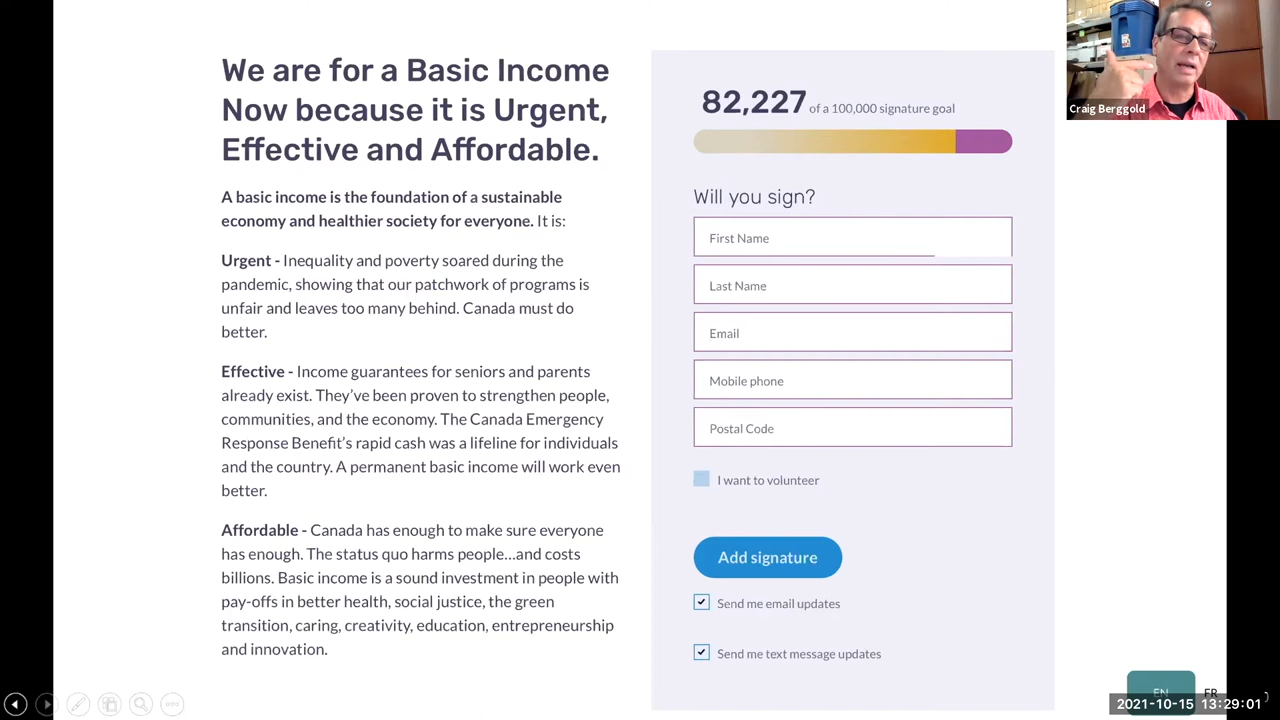 We are for a Basic Income
Now because it is Urgent,
Effective and Affordable.
A basic income is the foundation of a sustainable
economy and healthier society for everyone. It is:
Urgent - Inequality and poverty soared during the
pandemic, showing that our patchwork of programs is
unfair and leaves too many behind. Canada must do
better.
Effective - Income guarantees for seniors and parents
already exist. They’ve been proven to strengthen people,
communities, and the economy. The Canada Emergency
Response Benefit’s rapid cash was a lifeline for individuals
and the country. A permanent basic income will work even
better.
Affordable - Canada has enough to make sure everyone
has enough. The status quo harms people...and costs
billions. Basic income is a sound investment in people with
pay-offs in better health, social justice, the green
transition, caring, creativity, education, entrepreneurship
and innovation.
82,227 of a 100,000 signature goal
Will you sign?
First Name
Last Name
Email
Mobile phone
Postal Code
I want to volunteer
Add signature
Send me email updates
Send me text message updates
EN FR
Craig Berggold
2021-10-15 13:29:01